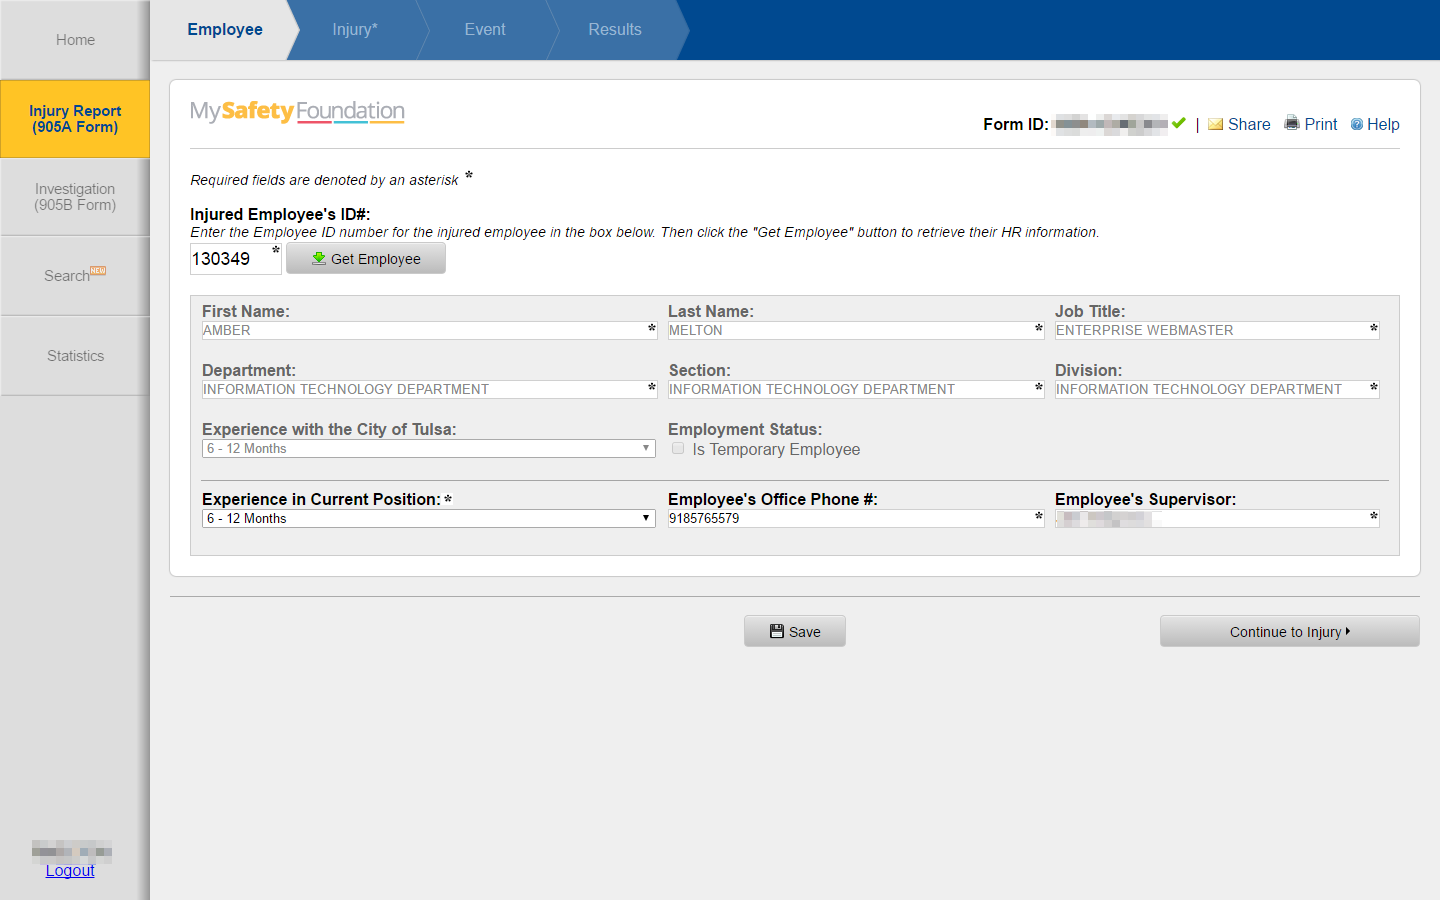 Home
Injury Report
(905A Form)
Investigation
(905B Form)
Search NEW
Statistics
Logout
Employee
Injury*
Event
Results
MySafetyFoundation
Form ID: | Share Print Help
Required fields are denoted by an asterisk *
Injured Employee's ID#:
Enter the Employee ID number for the injured employee in the box below. Then click the "Get Employee" button to retrieve their HR information.
130349 * Get Employee
First Name: Last Name: Job Title:
AMBER * MELTON * ENTERPRISE WEBMASTER *
Department: Section: Division:
INFORMATION TECHNOLOGY DEPARTMENT * INFORMATION TECHNOLOGY DEPARTMENT * INFORMATION TECHNOLOGY DEPARTMENT *
Experience with the City of Tulsa: Employment Status:
6 - 12 Months Is Temporary Employee
Experience in Current Position: * Employee's Office Phone #: Employee's Supervisor:
6 - 12 Months 9185765579 * *
Save Continue to Injury